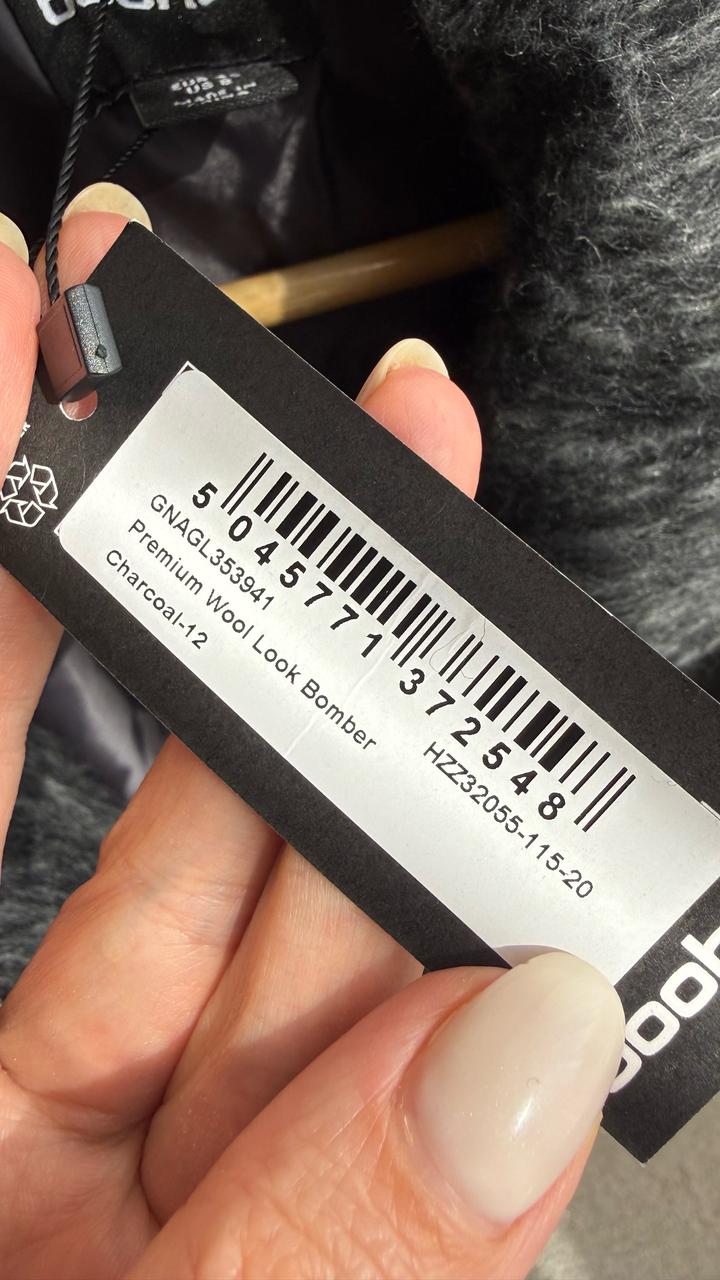 5 045771 372548
GNAGL353941
HZZ32055-115-20
Premium Wool Look Bomber
Charcoal-12